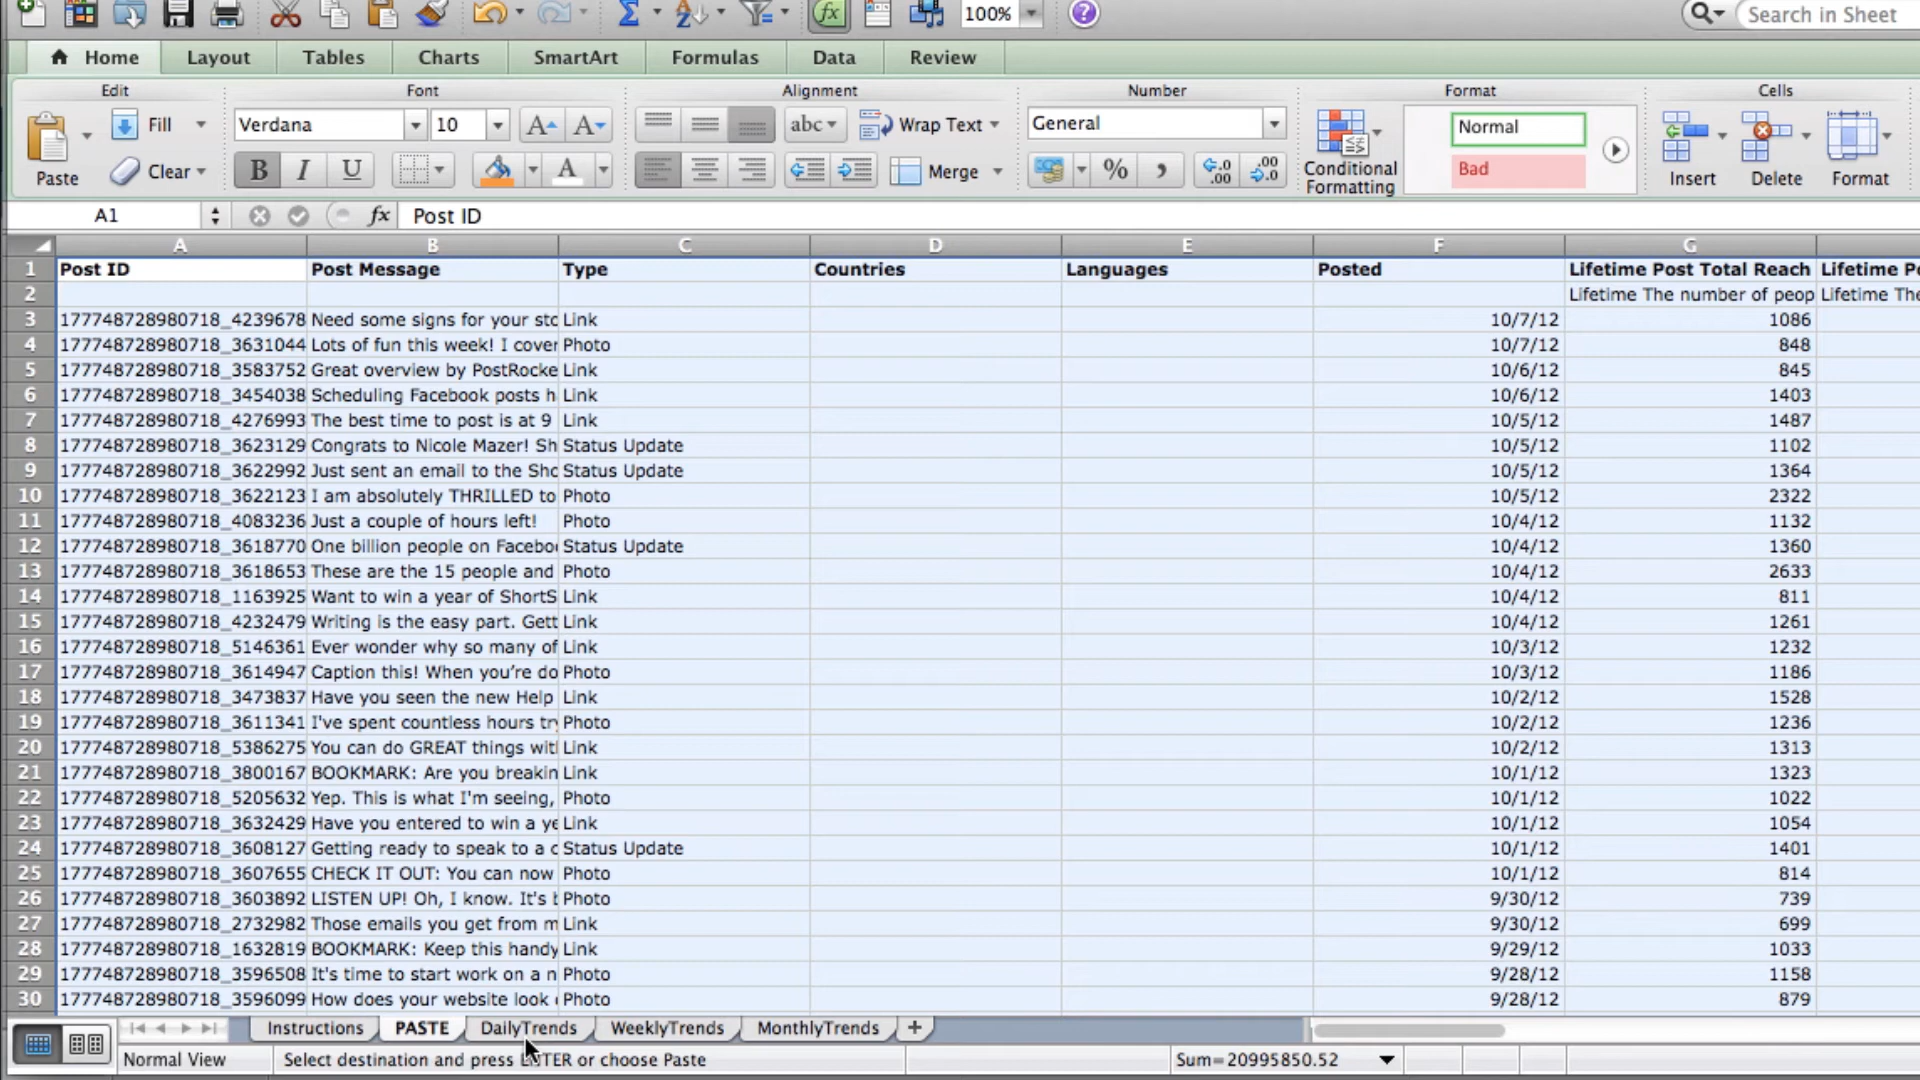 100%
Search in Sheet
Home Layout Tables Charts SmartArt Formulas Data Review
Edit Font Alignment Number Format Cells
Fill Verdana 10 A A abc Wrap Text General Normal
Paste Clear B I U A Merge % , .0 .00 .00 .0 Conditional Formatting Bad Insert Delete Format
A1 fx Post ID
A B C D E F G
1 Post ID Post Message Type Countries Languages Posted Lifetime Post Total Reach Lifetime Po
2 Lifetime The number of peop Lifetime The
3 177748728980718_4239678 Need some signs for your sto Link 10/7/12 1086
4 177748728980718_3631044 Lots of fun this week! I cover Photo 10/7/12 848
5 177748728980718_3583752 Great overview by PostRocke Link 10/6/12 845
6 177748728980718_3454038 Scheduling Facebook posts h Link 10/6/12 1403
7 177748728980718_4276993 The best time to post is at 9 Link 10/5/12 1487
8 177748728980718_3623129 Congrats to Nicole Mazer! Sh Status Update 10/5/12 1102
9 177748728980718_3622992 Just sent an email to the Sho Status Update 10/5/12 1364
10 177748728980718_3622123 I am absolutely THRILLED to Photo 10/5/12 2322
11 177748728980718_4083236 Just a couple of hours left! Photo 10/4/12 1132
12 177748728980718_3618770 One billion people on Facebo Status Update 10/4/12 1360
13 177748728980718_3618653 These are the 15 people and Photo 10/4/12 2633
14 177748728980718_1163925 Want to win a year of ShortS Link 10/4/12 811
15 177748728980718_4232479 Writing is the easy part. Gett Link 10/4/12 1261
16 177748728980718_5146361 Ever wonder why so many of Link 10/3/12 1232
17 177748728980718_3614947 Caption this! When you're do Photo 10/3/12 1186
18 177748728980718_3473837 Have you seen the new Help Link 10/2/12 1528
19 177748728980718_3611341 I've spent countless hours try Photo 10/2/12 1236
20 177748728980718_5386275 You can do GREAT things wit Link 10/2/12 1313
21 177748728980718_3800167 BOOKMARK: Are you breakin Link 10/1/12 1323
22 177748728980718_5205632 Yep. This is what I'm seeing, Photo 10/1/12 1022
23 177748728980718_3632429 Have you entered to win a ye Link 10/1/12 1054
24 177748728980718_3608127 Getting ready to speak to a c Status Update 10/1/12 1401
25 177748728980718_3607655 CHECK IT OUT: You can now Photo 10/1/12 814
26 177748728980718_3603892 LISTEN UP! Oh, I know. It's b Photo 9/30/12 739
27 177748728980718_2732982 Those emails you get from m Link 9/30/12 699
28 177748728980718_1632819 BOOKMARK: Keep this handy Link 9/29/12 1033
29 177748728980718_3596508 It's time to start work on a n Photo 9/28/12 1158
30 177748728980718_3596099 How does your website look Photo 9/28/12 879
Instructions PASTE DailyTrends WeeklyTrends MonthlyTrends +
Normal View Select destination and press ENTER or choose Paste Sum=20995850.52